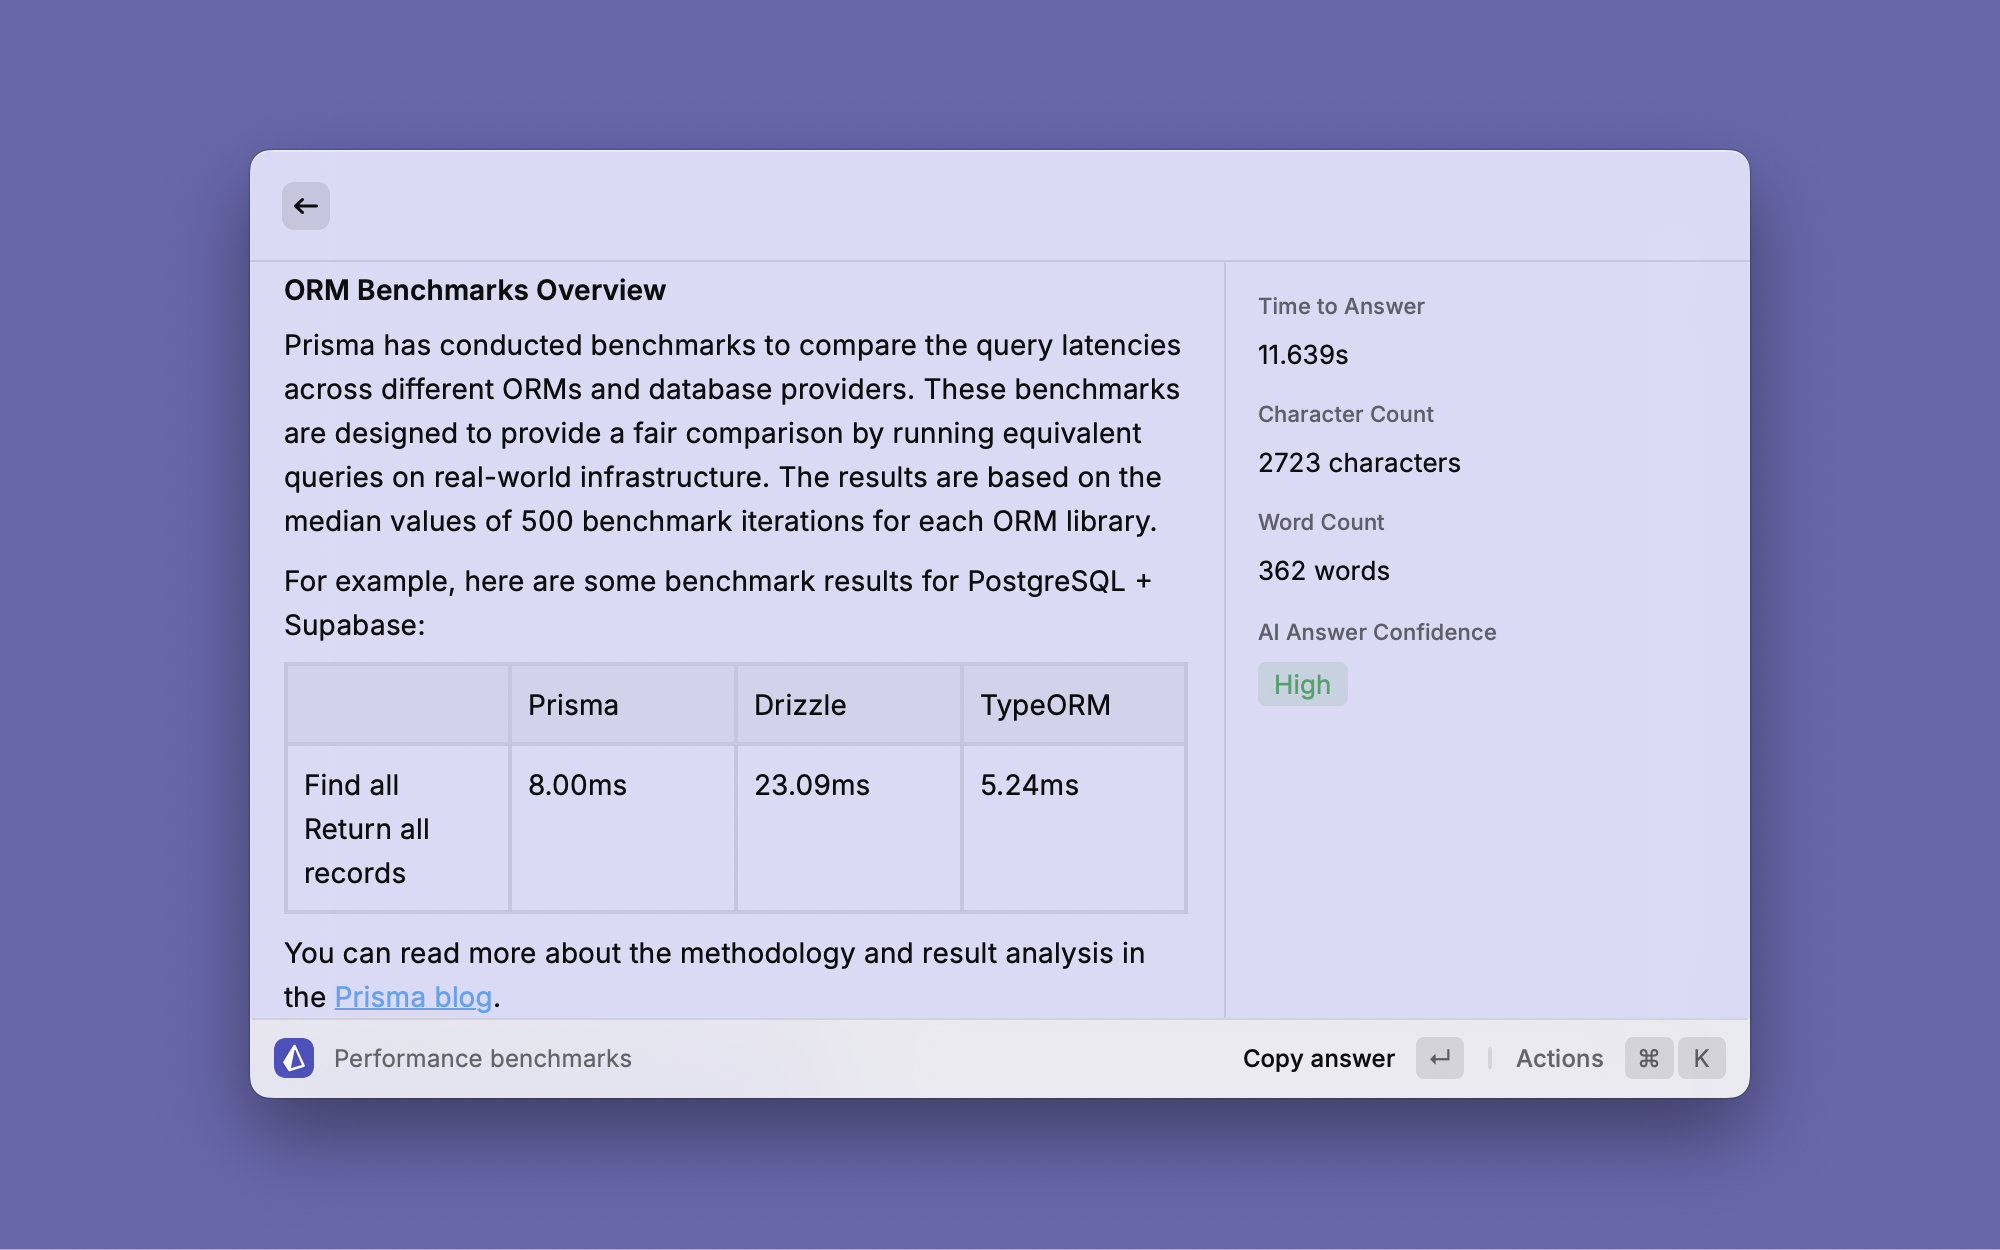 ORM Benchmarks Overview
Prisma has conducted benchmarks to compare the query latencies
across different ORMs and database providers. These benchmarks
are designed to provide a fair comparison by running equivalent
queries on real-world infrastructure. The results are based on the
median values of 500 benchmark iterations for each ORM library.
For example, here are some benchmark results for PostgreSQL +
Supabase:
Prisma Drizzle TypeORM
Find all 8.00ms 23.09ms 5.24ms
Return all
records
You can read more about the methodology and result analysis in
the Prisma blog.
Time to Answer
11.639s
Character Count
2723 characters
Word Count
362 words
AI Answer Confidence
High
Performance benchmarks
Copy answer ↵ Actions ⌘ K